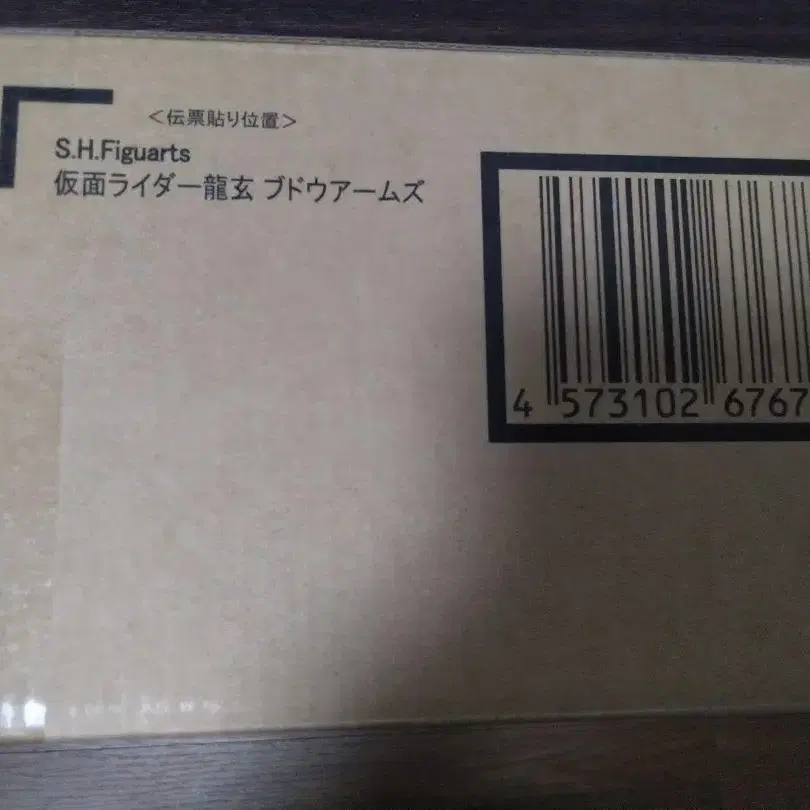 ＜伝票貼り位置＞
S.H.Figuarts
仮面ライダー龍玄 ブドウアームズ
4 573102 6767